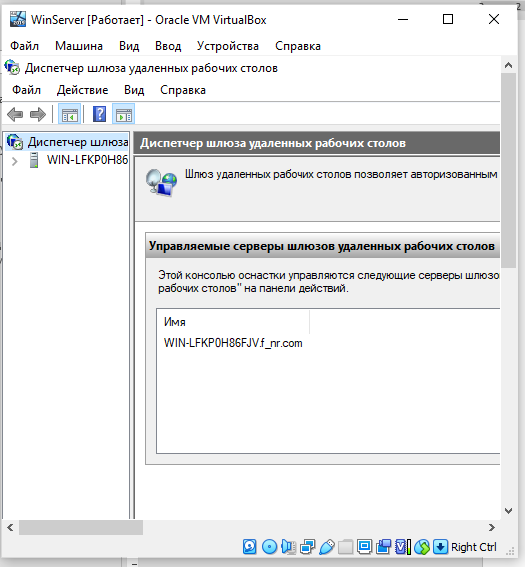 WinServer [Работает] - Oracle VM VirtualBox
Файл Машина Вид Ввод Устройства Справка
Диспетчер шлюза удаленных рабочих столов
Файл Действие Вид Справка
Диспетчер шлюза
WIN-LFKP0H86
Диспетчер шлюза удаленных рабочих столов
Шлюз удаленных рабочих столов позволяет авторизованным
Управляемые серверы шлюзов удаленных рабочих столов
Этой консолью оснастки управляются следующие серверы шлюзо
рабочих столов" на панели действий.
Имя
WIN-LFKP0H86FJV.f_nr.com
Right Ctrl